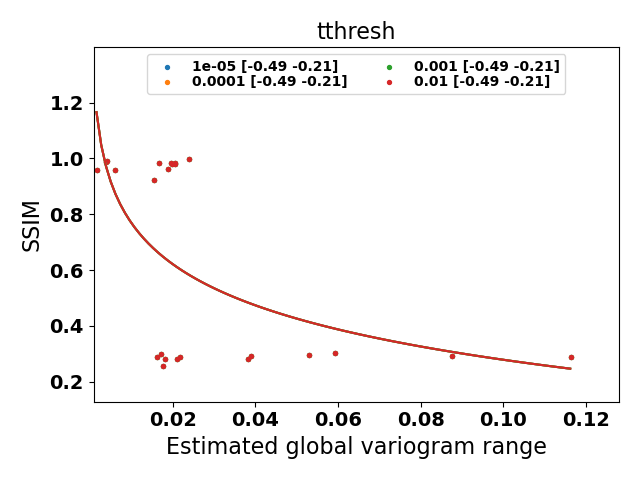 tthresh
1e-05 [-0.49 -0.21]
0.0001 [-0.49 -0.21]
0.001 [-0.49 -0.21]
0.01 [-0.49 -0.21]
SSIM
1.2
1.0
0.8
0.6
0.4
0.2
0.02 0.04 0.06 0.08 0.10 0.12
Estimated global variogram range